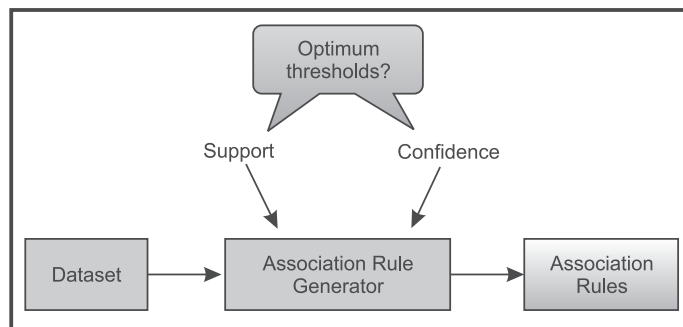 Optimum
thresholds?
Support
Confidence
Dataset
Association Rule
Generator
Association
Rules